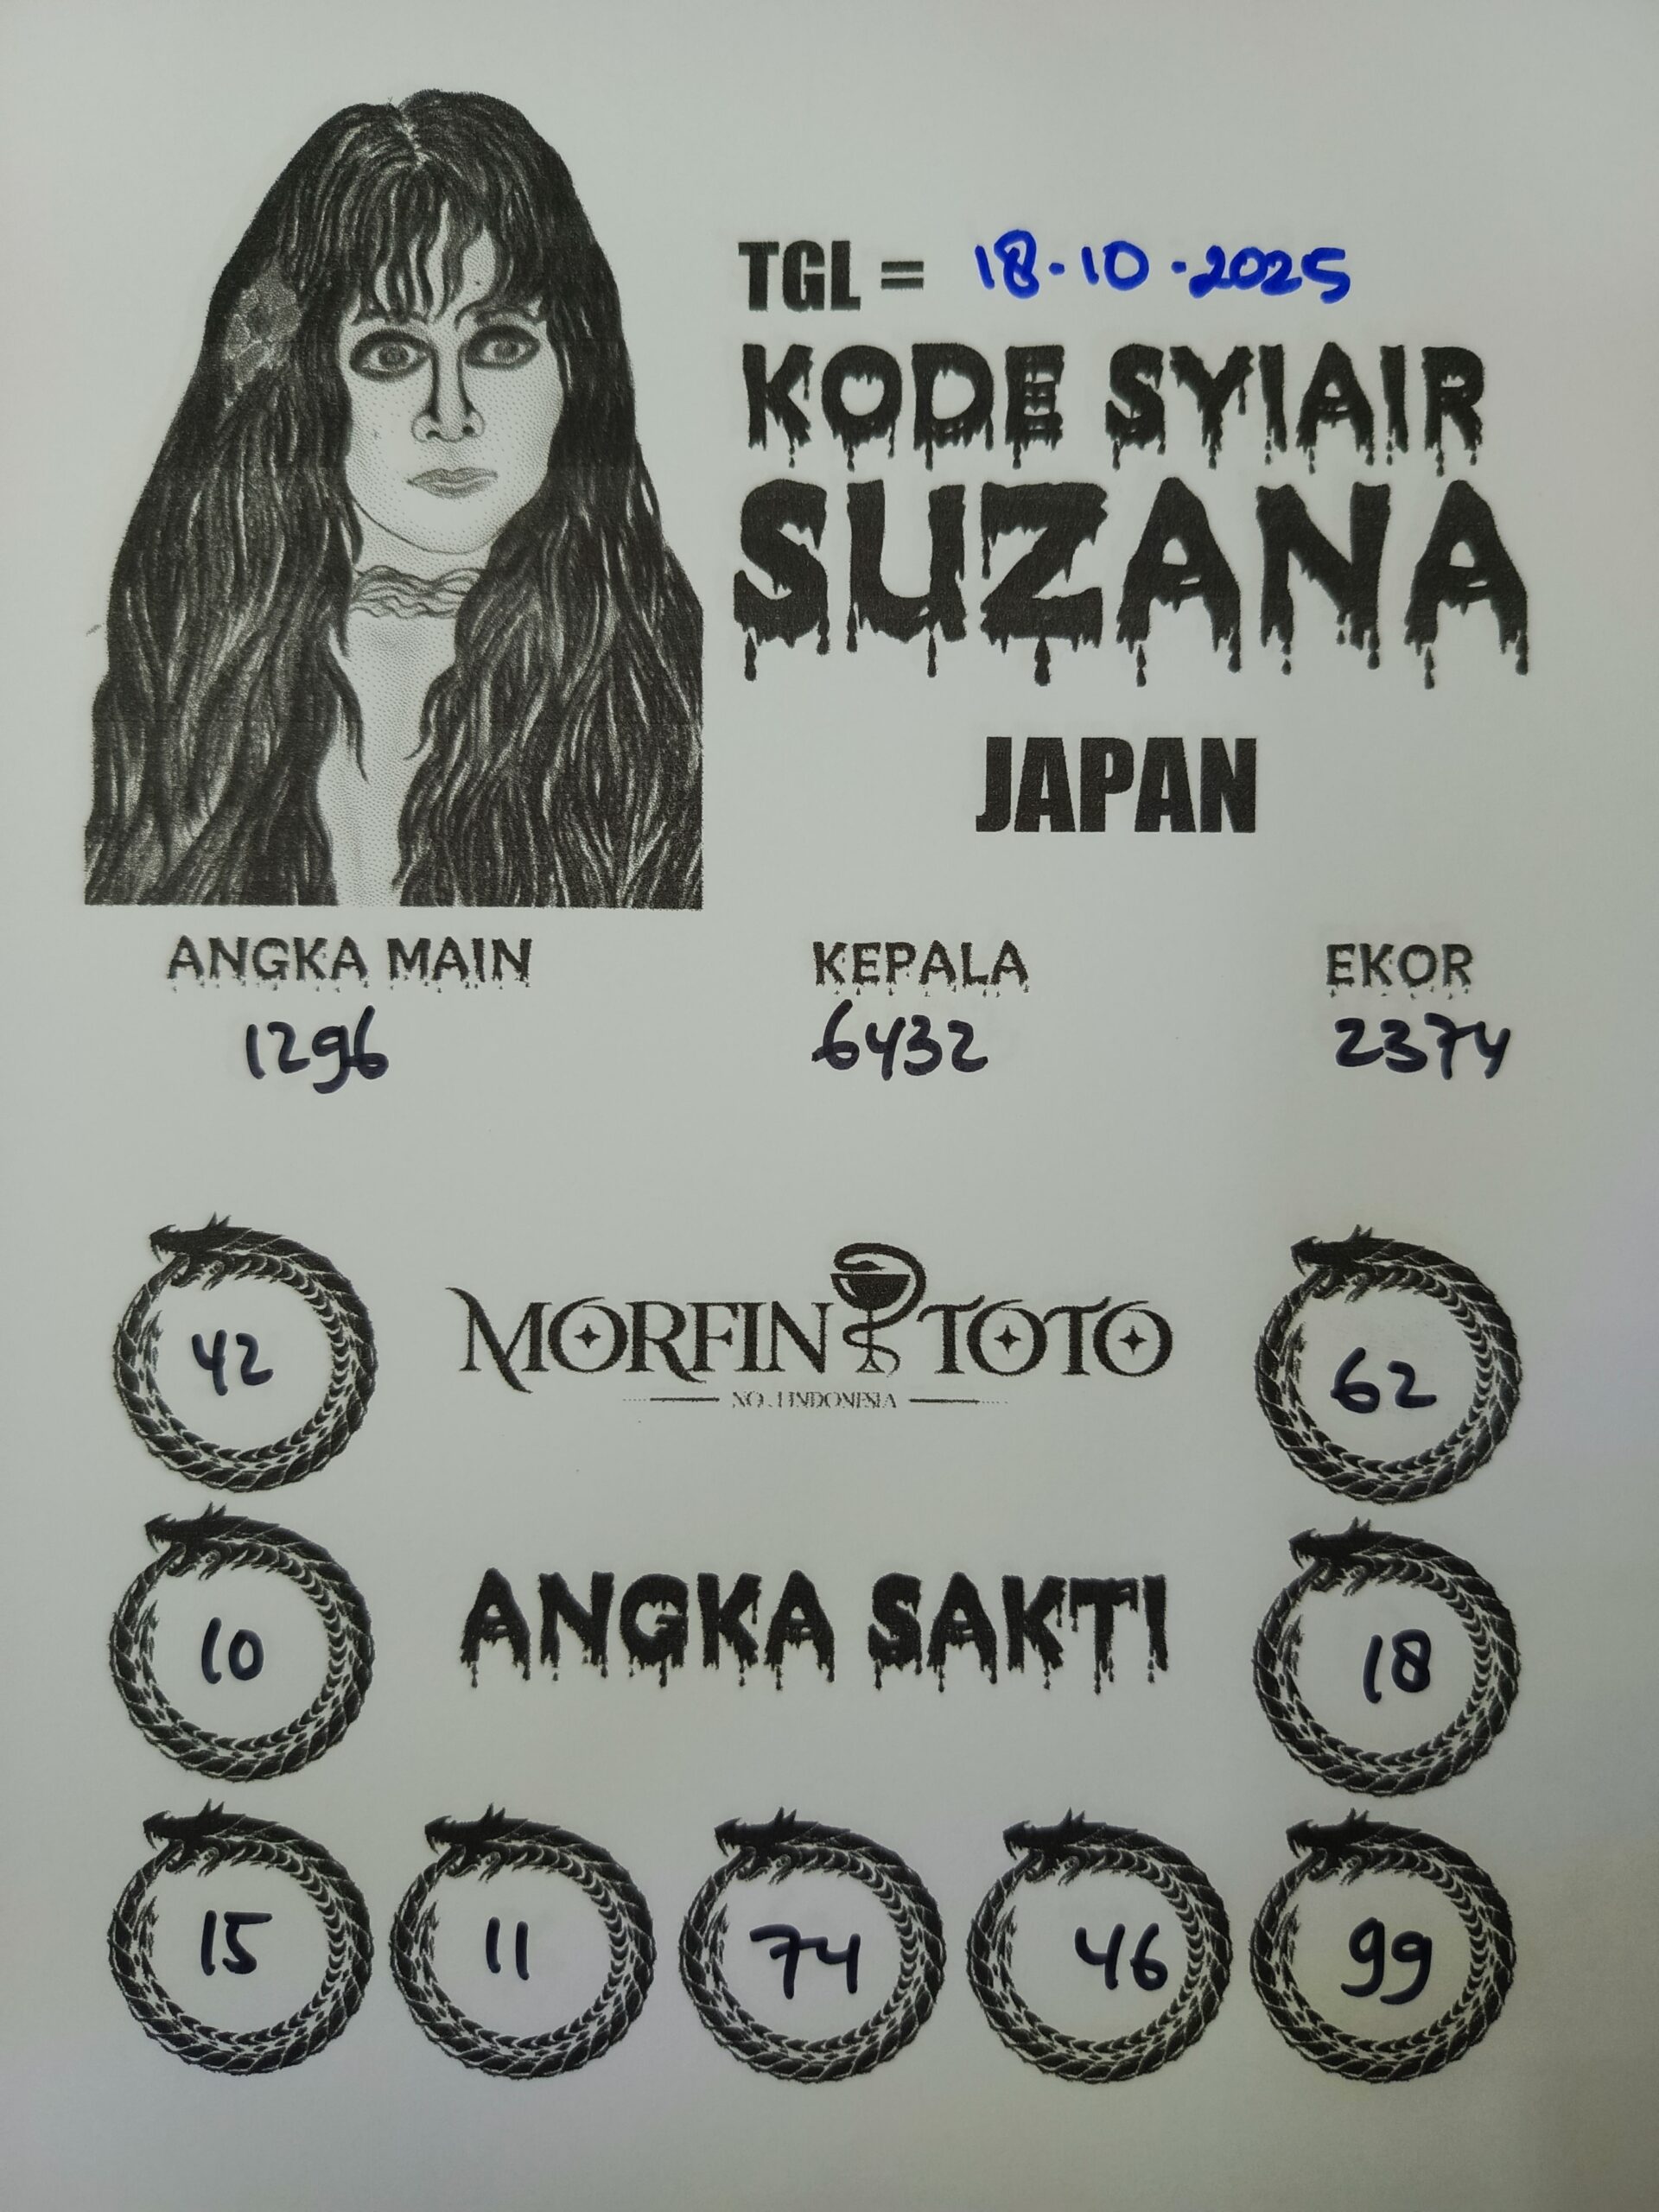 TGL = 18-10-2025
KODE SYIAIR
SUZANA
JAPAN
ANGKA MAIN KEPALA EKOR
1296 6432 2374
42 MORFIN TOTO 62
NO.1 INDONESIA
10 ANGKA SAKTI 18
15 11 74 46 99